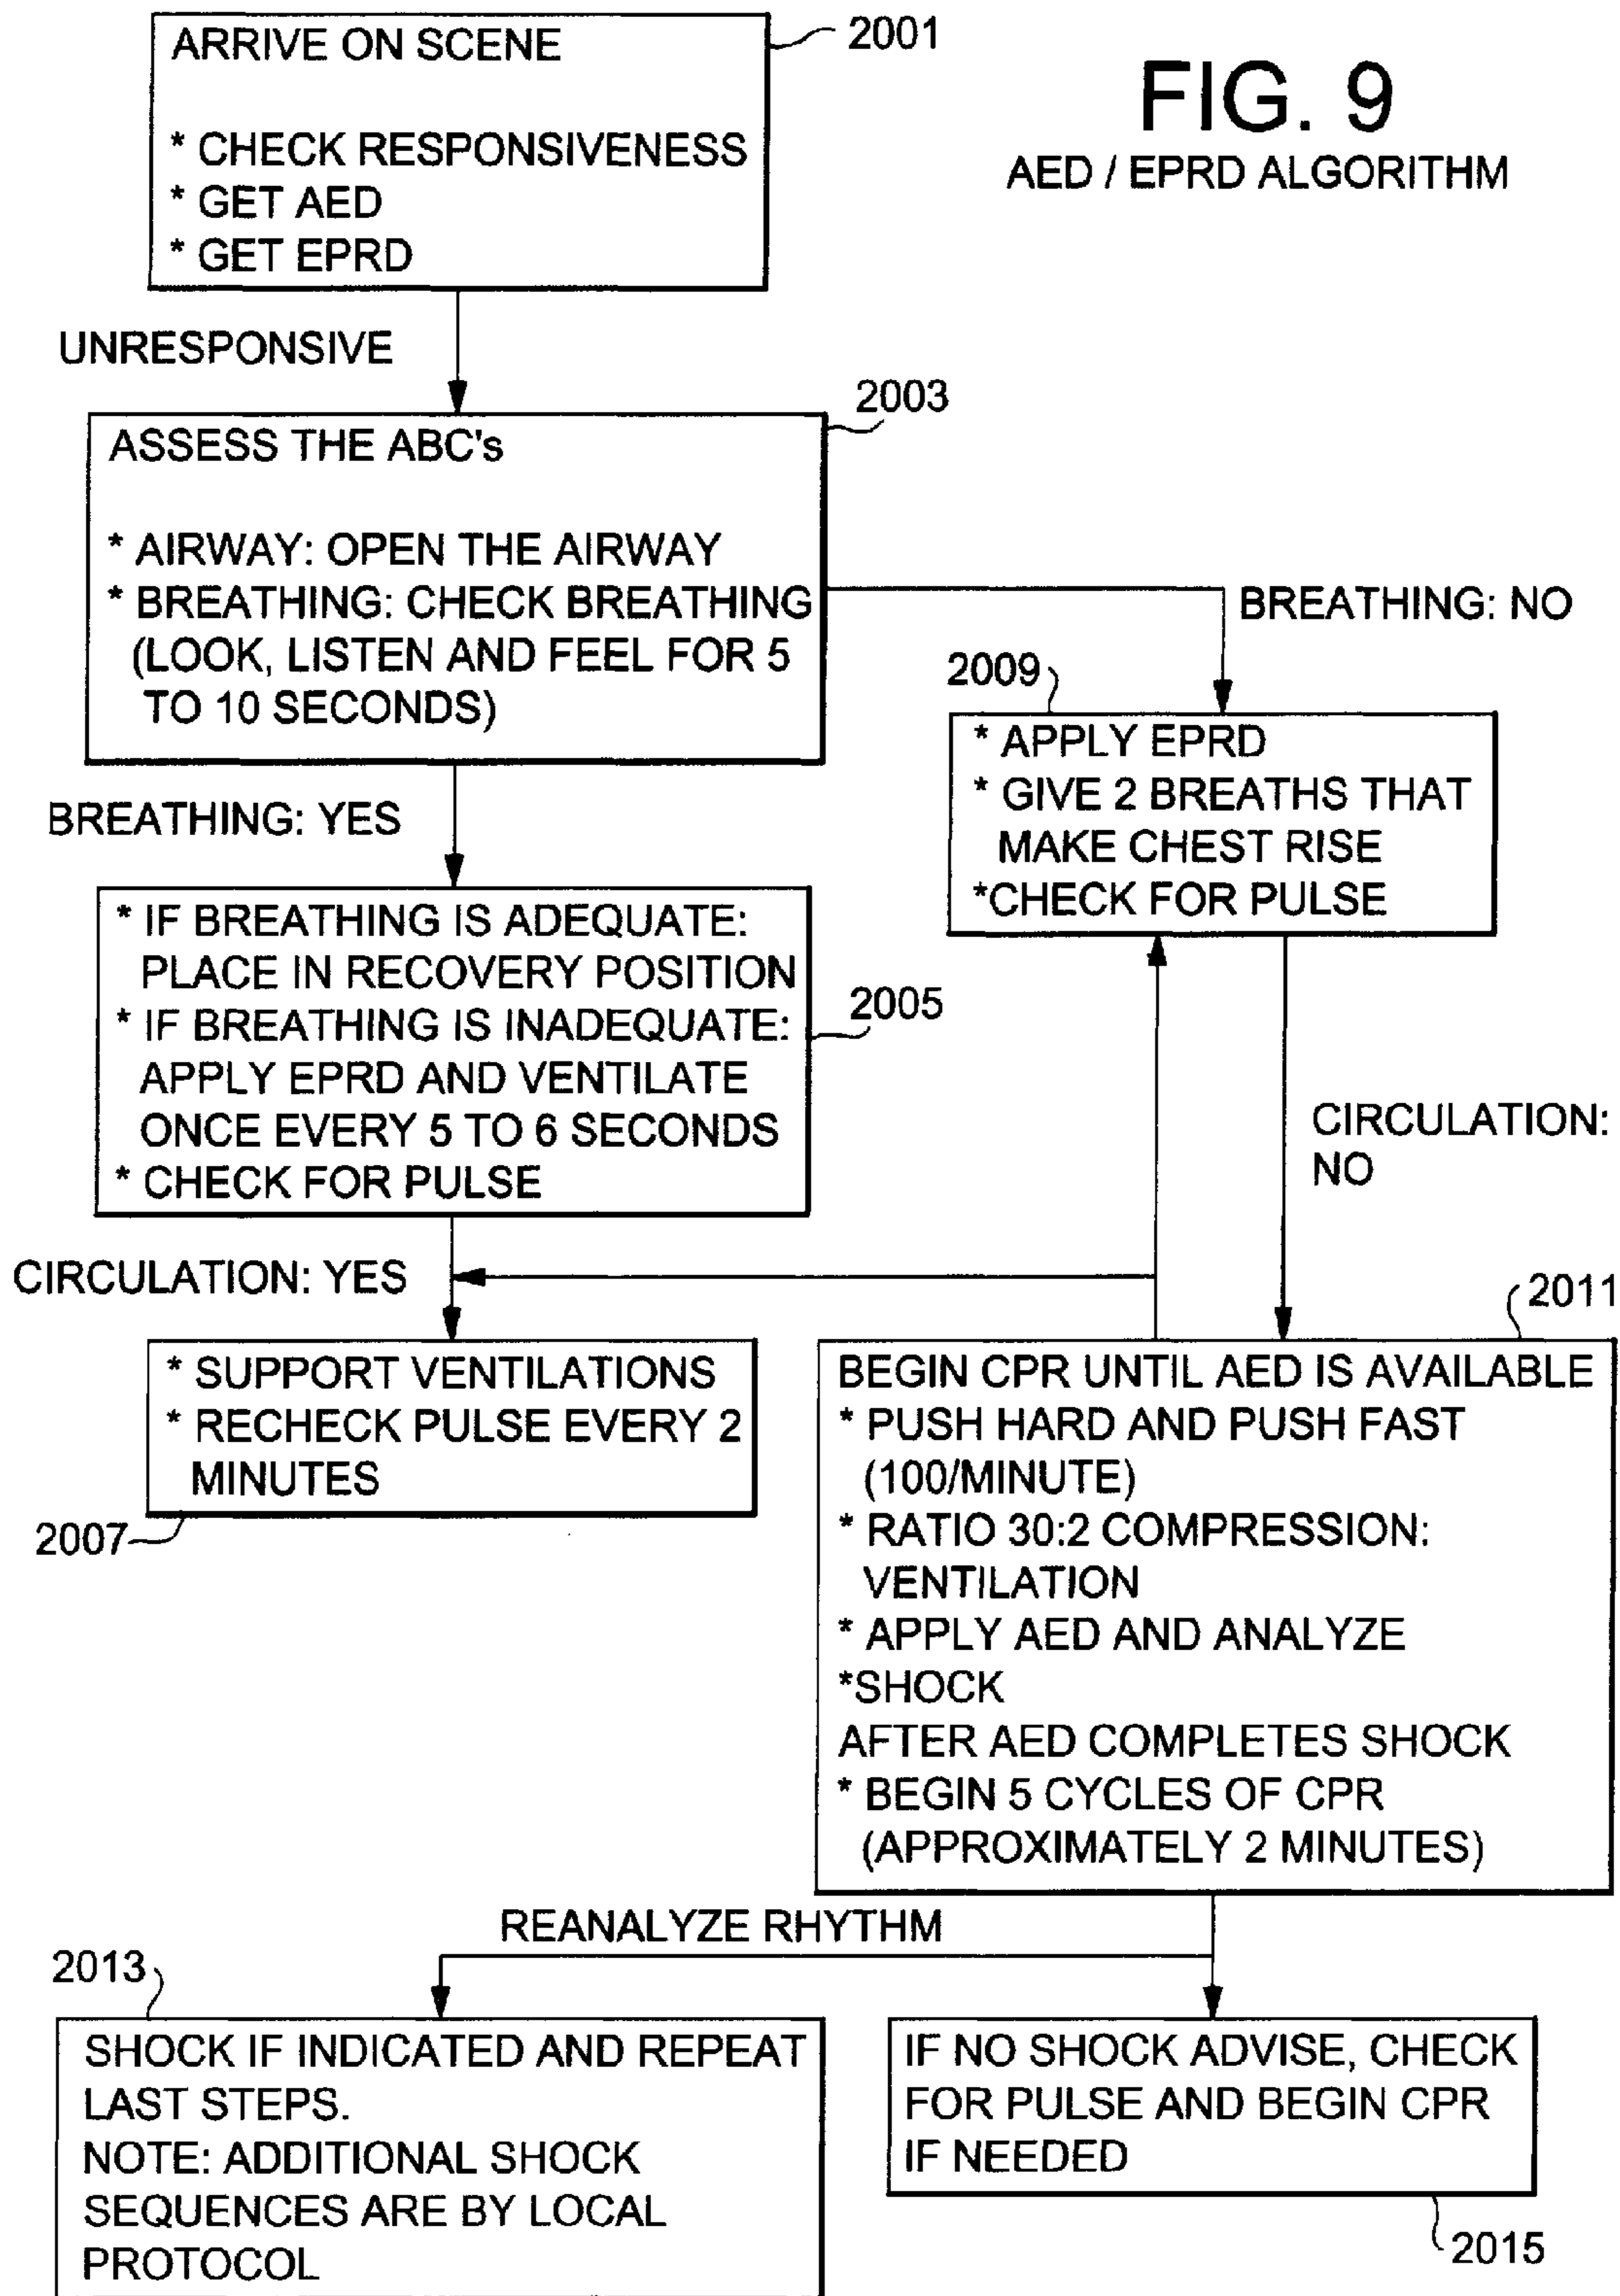 ARRIVE ON SCENE
* CHECK RESPONSIVENESS
* GET AED
* GET EPRD
2001
FIG. 9
AED / EPRD ALGORITHM
UNRESPONSIVE
2003
ASSESS THE ABC's
* AIRWAY: OPEN THE AIRWAY
* BREATHING: CHECK BREATHING
(LOOK, LISTEN AND FEEL FOR 5
TO 10 SECONDS)
BREATHING: NO
2009
* APPLY EPRD
* GIVE 2 BREATHS THAT
MAKE CHEST RISE
*CHECK FOR PULSE
BREATHING: YES
* IF BREATHING IS ADEQUATE:
PLACE IN RECOVERY POSITION
* IF BREATHING IS INADEQUATE:
APPLY EPRD AND VENTILATE
ONCE EVERY 5 TO 6 SECONDS
* CHECK FOR PULSE
2005
CIRCULATION:
NO
CIRCULATION: YES
* SUPPORT VENTILATIONS
* RECHECK PULSE EVERY 2
MINUTES
2007
2011
BEGIN CPR UNTIL AED IS AVAILABLE
* PUSH HARD AND PUSH FAST
(100/MINUTE)
* RATIO 30:2 COMPRESSION:
VENTILATION
* APPLY AED AND ANALYZE
*SHOCK
AFTER AED COMPLETES SHOCK
* BEGIN 5 CYCLES OF CPR
(APPROXIMATELY 2 MINUTES)
REANALYZE RHYTHM
2013
SHOCK IF INDICATED AND REPEAT
LAST STEPS.
NOTE: ADDITIONAL SHOCK
SEQUENCES ARE BY LOCAL
PROTOCOL
IF NO SHOCK ADVISE, CHECK
FOR PULSE AND BEGIN CPR
IF NEEDED
2015